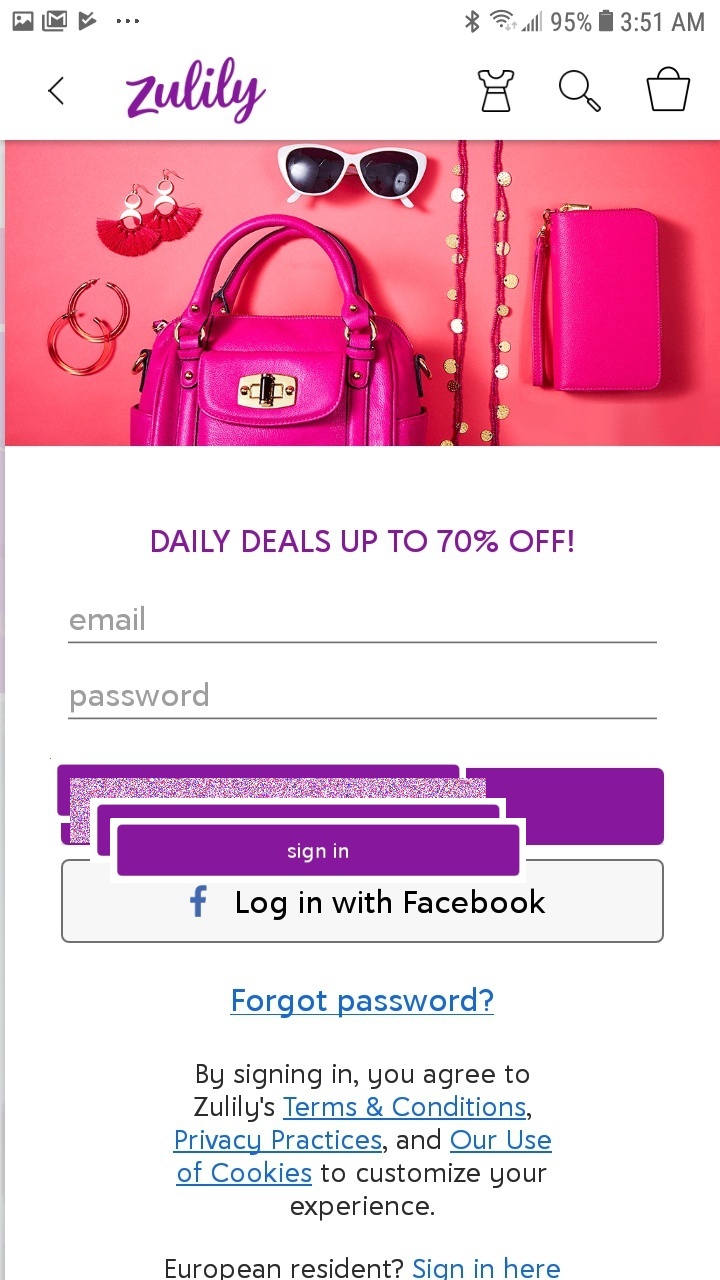 95% 3:51 AM
zulily
DAILY DEALS UP TO 70% OFF!
email
password
sign in
f Log in with Facebook
Forgot password?
By signing in, you agree to
Zulily's Terms & Conditions,
Privacy Practices, and Our Use
of Cookies to customize your
experience.
European resident? Sign in here